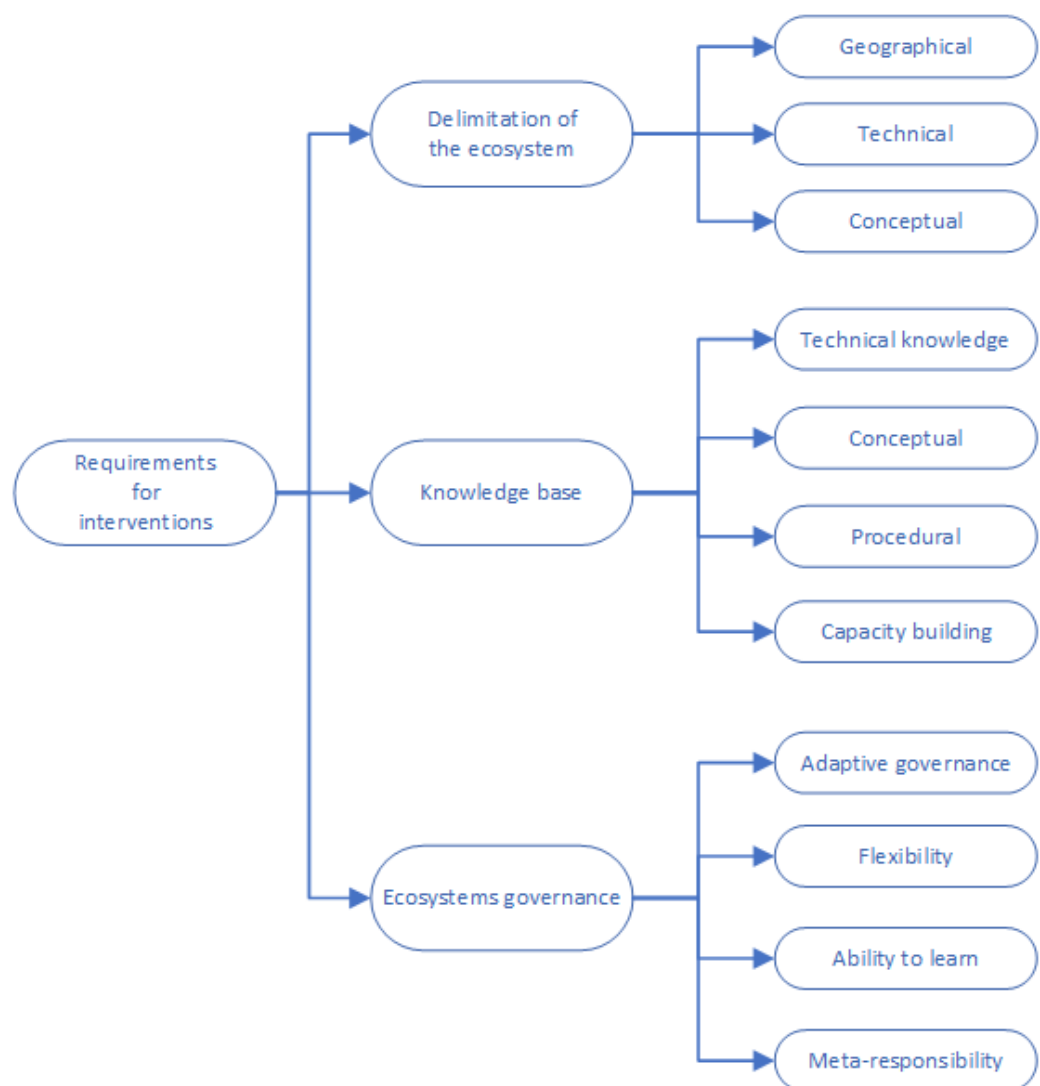 Requirements
for
interventions
Delimitation of
the ecosystem
Geographical
Technical
Conceptual
Knowledge base
Technical knowledge
Conceptual
Procedural
Capacity building
Ecosystems governance
Adaptive governance
Flexibility
Ability to learn
Meta-responsibility